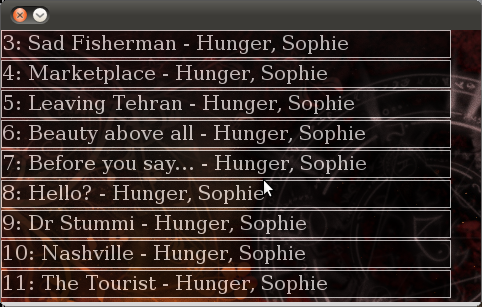 3: Sad Fisherman - Hunger, Sophie
4: Marketplace - Hunger, Sophie
5: Leaving Tehran - Hunger, Sophie
6: Beauty above all - Hunger, Sophie
7: Before you say... - Hunger, Sophie
8: Hello? - Hunger, Sophie
9: Dr Stummi - Hunger, Sophie
10: Nashville - Hunger, Sophie
11: The Tourist - Hunger, Sophie